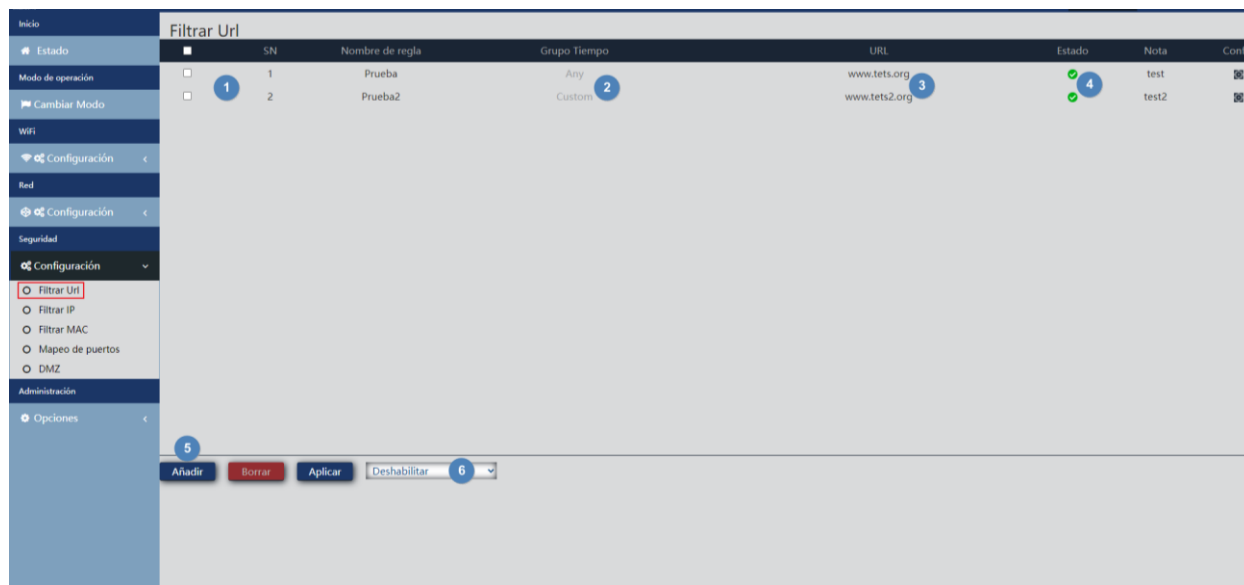 Inicio
Estado
Modo de operación
Cambiar Modo
WiFi
Configuración
Red
Configuración
Seguridad
Configuración
Filtrar Url
Filtrar IP
Filtrar MAC
Mapeo de puertos
DMZ
Administración
Opciones
Filtrar Url
SN Nombre de regla Grupo Tiempo URL Estado Nota
1 1 Prueba Any 2 www.tets.org 3 4 test
2 Prueba2 Custom www.tets2.org test2
5
Añadir Borrar Aplicar Deshabilitar 6